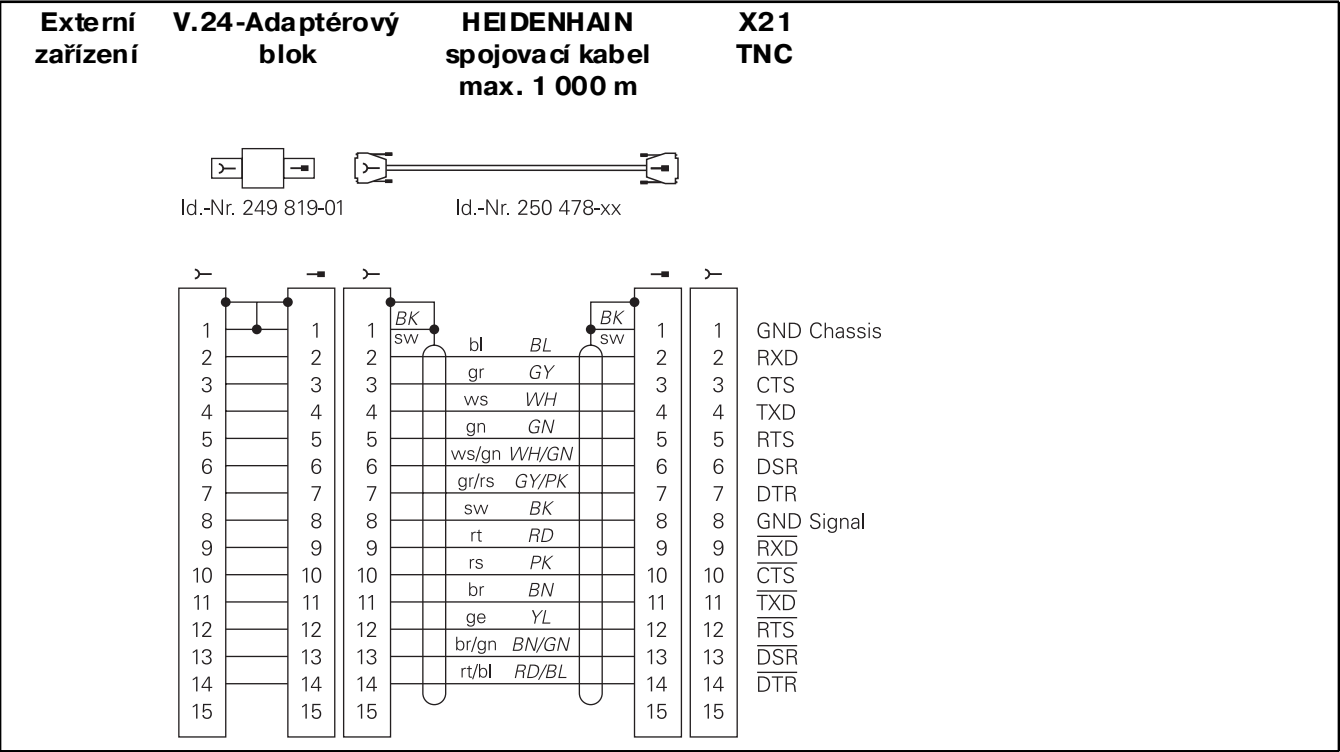 Externí V.24-Adaptérový HEIDENHAIN X21
zařízení blok spojovací kabel TNC
max. 1 000 m
Id.-Nr. 249 819-01 Id.-Nr. 250 478-xx
BK BK
1 1 1 1 1 GND Chassis
sw sw
bl BL
2 2 2 2 2 RXD
gr GY
3 3 3 3 3 CTS
ws WH
4 4 4 4 4 TXD
gn GN
5 5 5 5 5 RTS
ws/gn WH/GN
6 6 6 6 6 DSR
gr/rs GY/PK
7 7 7 7 7 DTR
sw BK
8 8 8 8 8 GND Signal
rt RD
9 9 9 9 9 RXD
rs PK
10 10 10 10 10 CTS
br BN
11 11 11 11 11 TXD
ge YL
12 12 12 12 12 RTS
br/gn BN/GN
13 13 13 13 13 DSR
rt/bl RD/BL
14 14 14 14 14 DTR
15 15 15 15 15